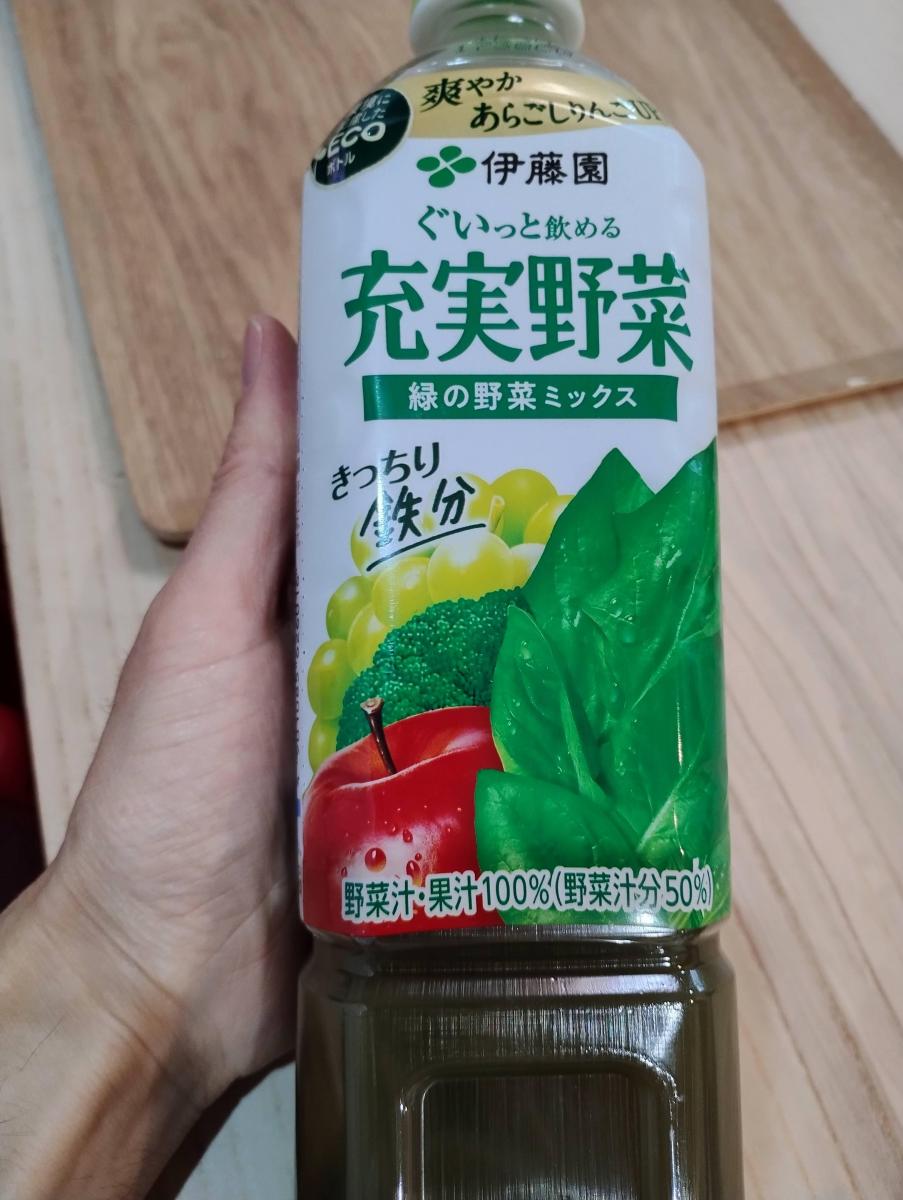 爽やか
あらごしりんごUP
ECO
ボトル
伊藤園
ぐいっと飲める
充実野菜
緑の野菜ミックス
きっちり
鉄分
野菜汁・果汁100%(野菜汁分50%)